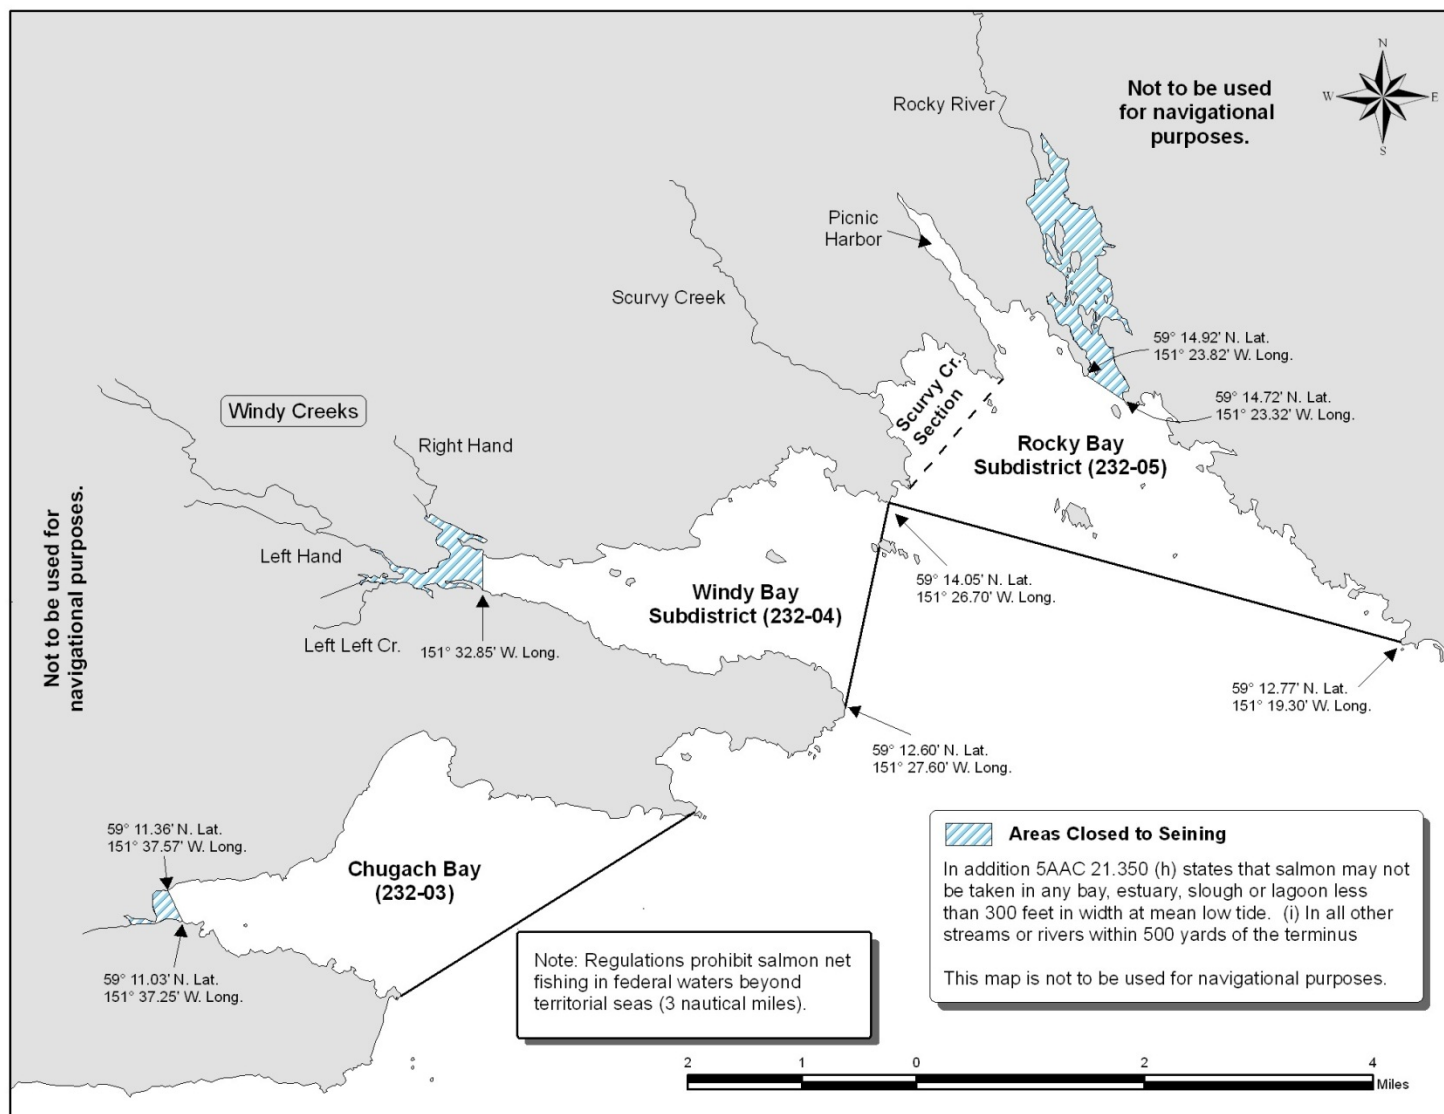 N
W
E
S
Not to be used
for navigational
purposes.
Rocky River
Picnic
Harbor
Scurvy Creek
59° 14.92' N. Lat.
151° 23.82' W. Long.
59° 14.72' N. Lat.
151° 23.32' W. Long.
Scurvy Cr.
Section
Windy Creeks
Right Hand
Rocky Bay
Subdistrict (232-05)
Not to be used for
navigational purposes.
Left Hand
59° 14.05' N. Lat.
151° 26.70' W. Long.
Windy Bay
Subdistrict (232-04)
Left Left Cr.
151° 32.85' W. Long.
59° 12.77' N. Lat.
151° 19.30' W. Long.
59° 12.60' N. Lat.
151° 27.60' W. Long.
59° 11.36' N. Lat.
151° 37.57' W. Long.
Chugach Bay
(232-03)
59° 11.03' N. Lat.
151° 37.25' W. Long.
Areas Closed to Seining
In addition 5AAC 21.350 (h) states that salmon may not
be taken in any bay, estuary, slough or lagoon less
than 300 feet in width at mean low tide. (i) In all other
streams or rivers within 500 yards of the terminus
This map is not to be used for navigational purposes.
Note: Regulations prohibit salmon net
fishing in federal waters beyond
territorial seas (3 nautical miles).
2 1 0 2 4
Miles